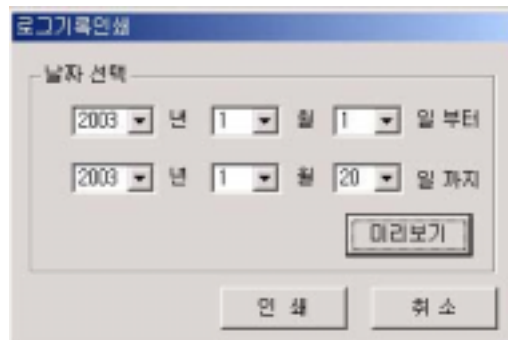 로그기록인쇄
날짜 선택
2003 년 1 월 1 일 부터
2003 년 1 월 20 일 까지
미리보기
인 쇄 취 소